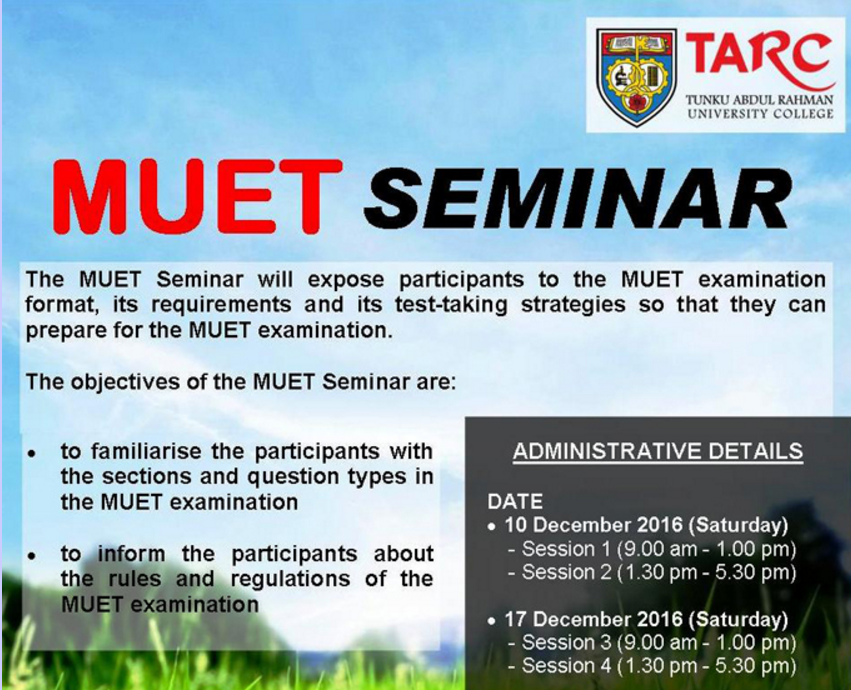 TARC
TUNKU ABDUL RAHMAN
UNIVERSITY COLLEGE
MUET SEMINAR
The MUET Seminar will expose participants to the MUET examination
format, its requirements and its test-taking strategies so that they can
prepare for the MUET examination.
The objectives of the MUET Seminar are:
• to familiarise the participants with
the sections and question types in
the MUET examination
• to inform the participants about
the rules and regulations of the
MUET examination
ADMINISTRATIVE DETAILS
DATE
• 10 December 2016 (Saturday)
- Session 1 (9.00 am - 1.00 pm)
- Session 2 (1.30 pm - 5.30 pm)
• 17 December 2016 (Saturday)
- Session 3 (9.00 am - 1.00 pm)
- Session 4 (1.30 pm - 5.30 pm)